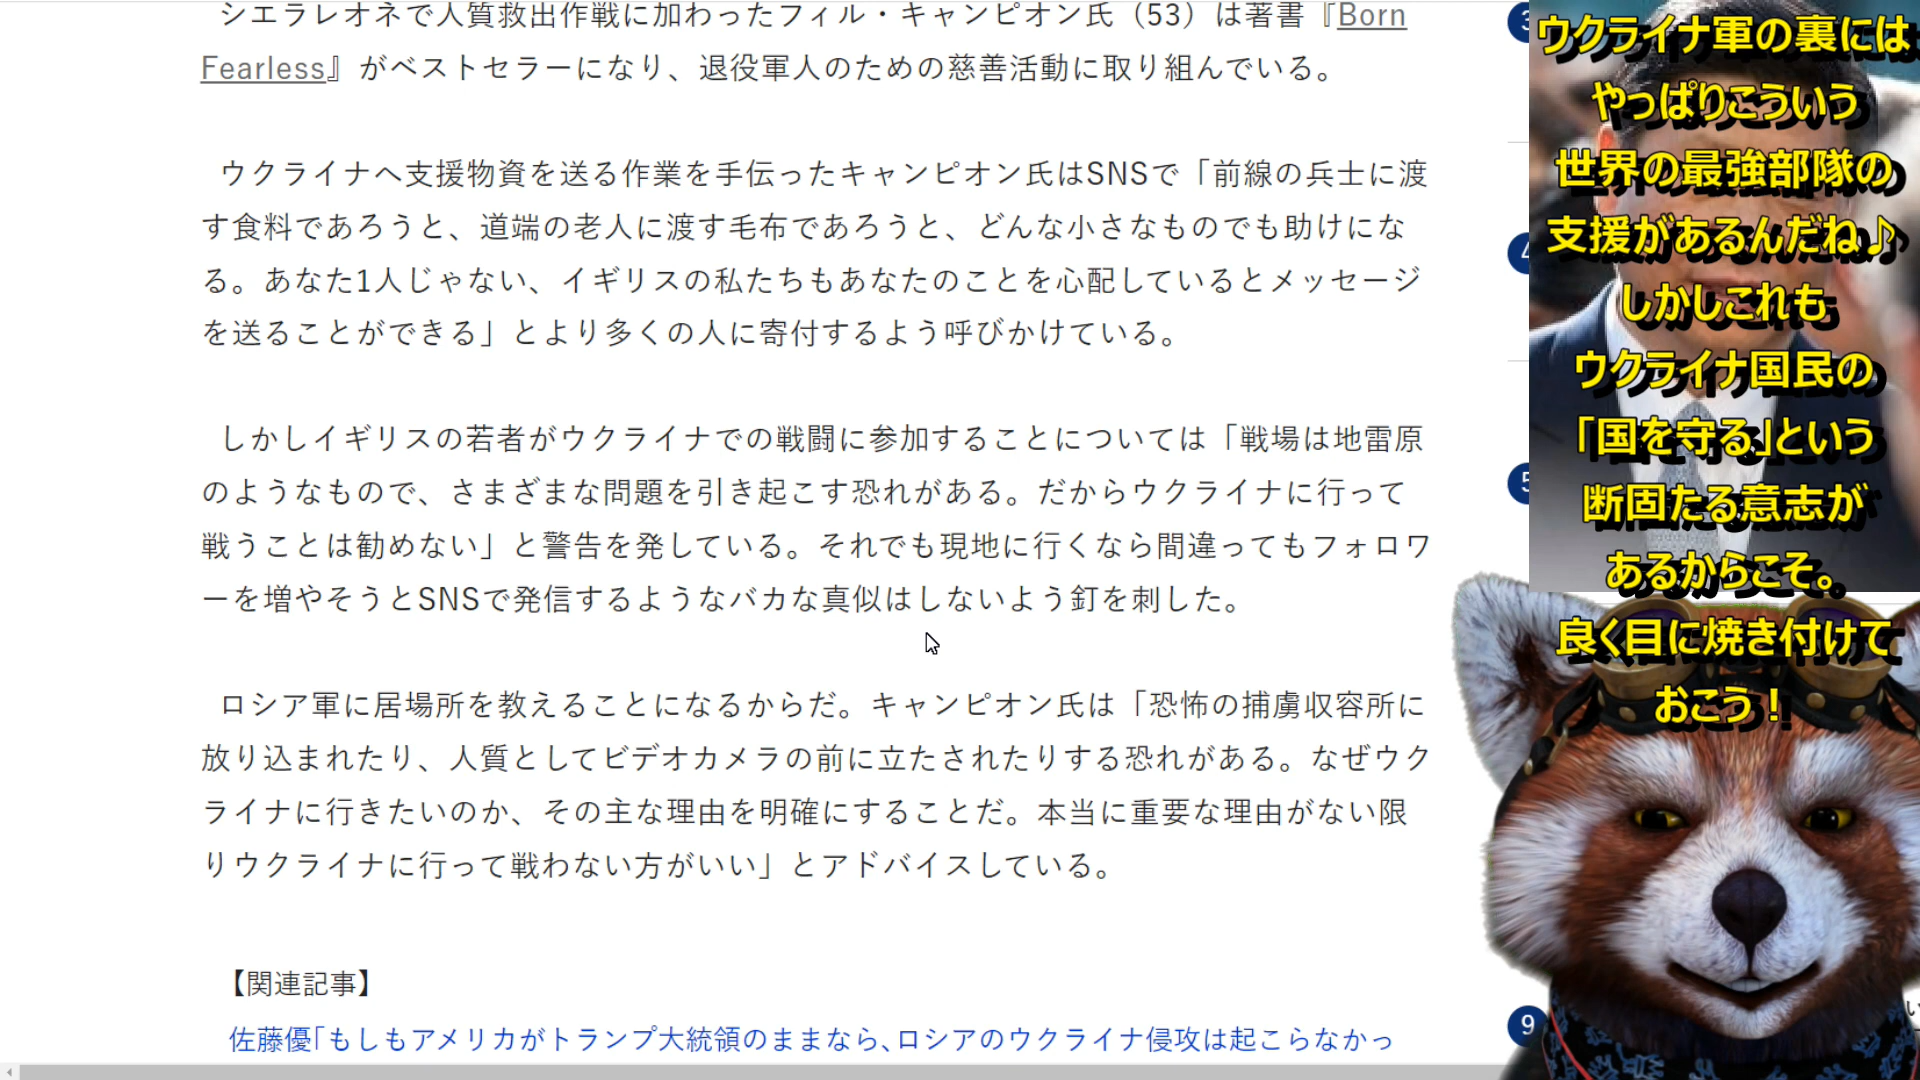 シエラレオネで人質救出作戦に加わったフィル・キャンピオン氏（53）は著書『Born
Fearless』がベストセラーになり、退役軍人のための慈善活動に取り組んでいる。
ウクライナへ支援物資を送る作業を手伝ったキャンピオン氏はSNSで「前線の兵士に渡
す食料であろうと、道端の老人に渡す毛布であろうと、どんな小さなものでも助けにな
る。あなた1人じゃない、イギリスの私たちもあなたのことを心配しているとメッセージ
を送ることができる」とより多くの人に寄付するよう呼びかけている。
しかしイギリスの若者がウクライナでの戦闘に参加することについては「戦場は地雷原
のようなもので、さまざまな問題を引き起こす恐れがある。だからウクライナに行って
戦うことは勧めない」と警告を発している。それでも現地に行くなら間違ってもフォロワ
ーを増やそうとSNSで発信するようなバカな真似はしないよう釘を刺した。
ロシア軍に居場所を教えることになるからだ。キャンピオン氏は「恐怖の捕虜収容所に
放り込まれたり、人質としてビデオカメラの前に立たされたりする恐れがある。なぜウク
ライナに行きたいのか、その主な理由を明確にすることだ。本当に重要な理由がない限
りウクライナに行って戦わない方がいい」とアドバイスしている。
【関連記事】
佐藤優「もしもアメリカがトランプ大統領のままなら、ロシアのウクライナ侵攻は起こらなかっ
3
4
5
9
い
ウクライナ軍の裏には
やっぱりこういう
世界の最強部隊の
支援があるんだね♪
しかしこれも
ウクライナ国民の
「国を守る」という
断固たる意志が
あるからこそ。
良く目に焼き付けて
おこう！